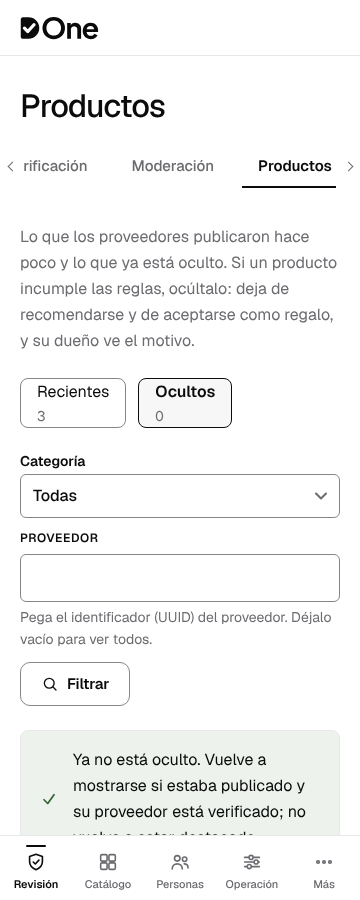 One
Productos
rificación
Moderación
Productos
Lo que los proveedores publicaron hace
poco y lo que ya está oculto. Si un producto
incumple las reglas, ocúltalo: deja de
recomendarse y de aceptarse como regalo,
y su dueño ve el motivo.
Recientes
3
Ocultos
0
Categoría
Todas
PROVEEDOR
Pega el identificador (UUID) del proveedor. Déjalo
vacío para ver todos.
Filtrar
Ya no está oculto. Vuelve a
mostrarse si estaba publicado y
su proveedor está verificado; no
Revisión
Catálogo
Personas
Operación
Más